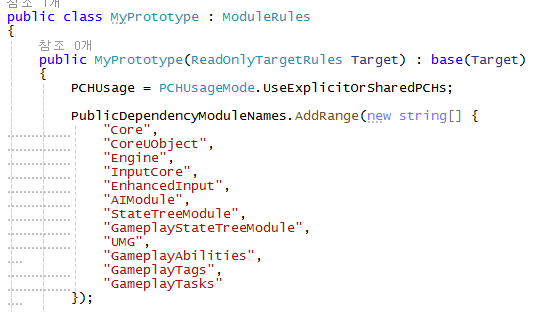 참조 1개
public class MyPrototype : ModuleRules
{
참조 0개
public MyPrototype(ReadOnlyTargetRules Target) : base(Target)
{
PCHUsage = PCHUsageMode.UseExplicitOrSharedPCHs;
PublicDependencyModuleNames.AddRange(new string[] {
"Core",
"CoreUObject",
"Engine",
"InputCore",
"EnhancedInput",
"AIModule",
"StateTreeModule",
"GameplayStateTreeModule",
"UMG",
"GameplayAbilities",
"GameplayTags",
"GameplayTasks"
});